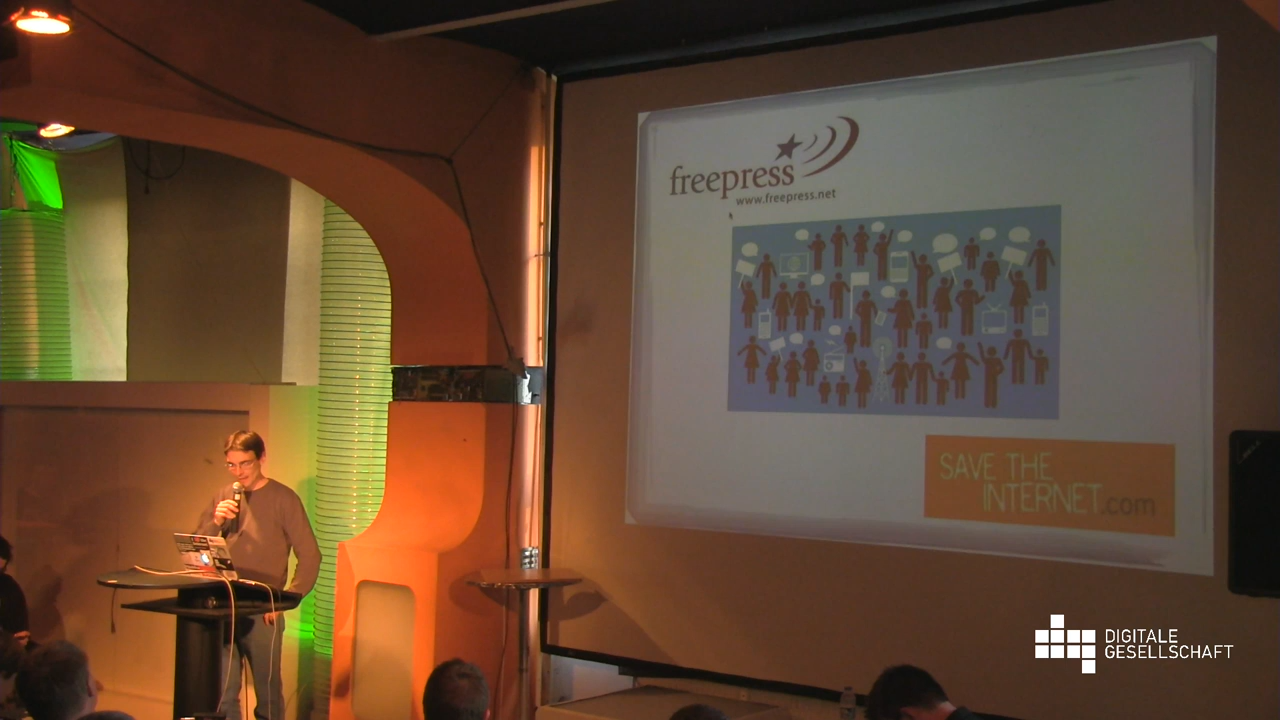 freepress
www.freepress.net
SAVE THE
INTERNET.com
DIGITALE
GESELLSCHAFT